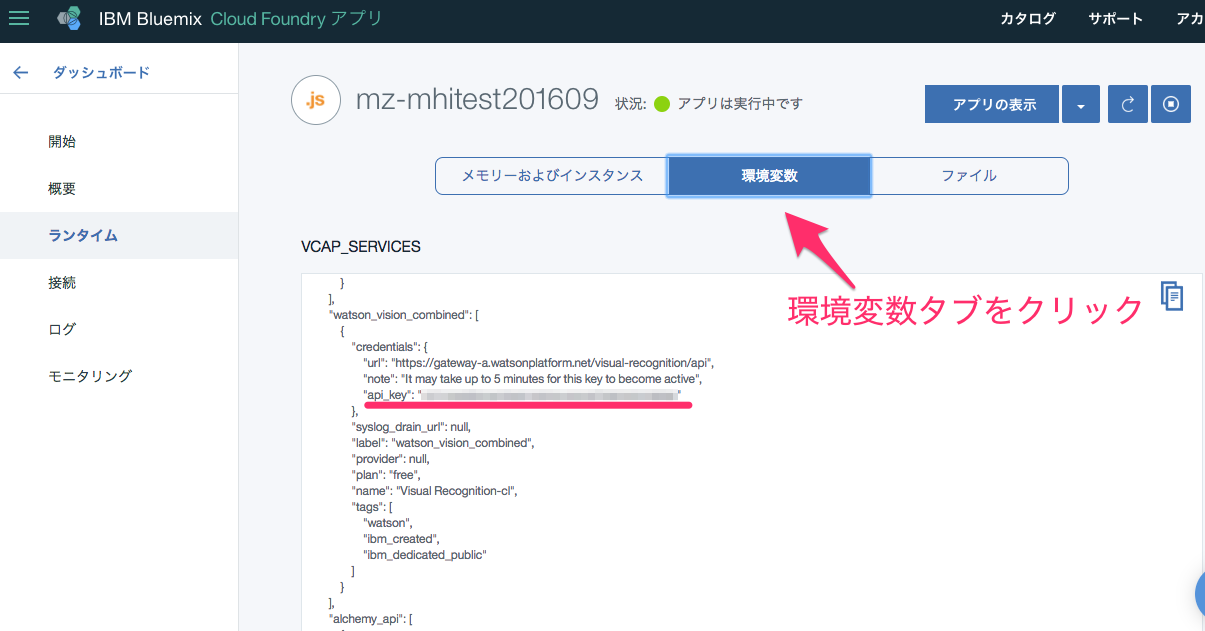 IBM Bluemix Cloud Foundry アプリ
カタログ サポート アカ
ダッシュボード
開始
概要
ランタイム
接続
ログ
モニタリング
.js mz-mhitest201609 状況: アプリは実行中です
アプリの表示
メモリーおよびインスタンス 環境変数 ファイル
VCAP_SERVICES
環境変数タブをクリック
}
],
"watson_vision_combined": [
{
"credentials": {
"url": "https://gateway-a.watsonplatform.net/visual-recognition/api",
"note": "It may take up to 5 minutes for this key to become active",
"api_key": " "
},
"syslog_drain_url": null,
"label": "watson_vision_combined",
"provider": null,
"plan": "free",
"name": "Visual Recognition-cl",
"tags": [
"watson",
"ibm_created",
"ibm_dedicated_public"
]
}
],
"alchemy_api": [